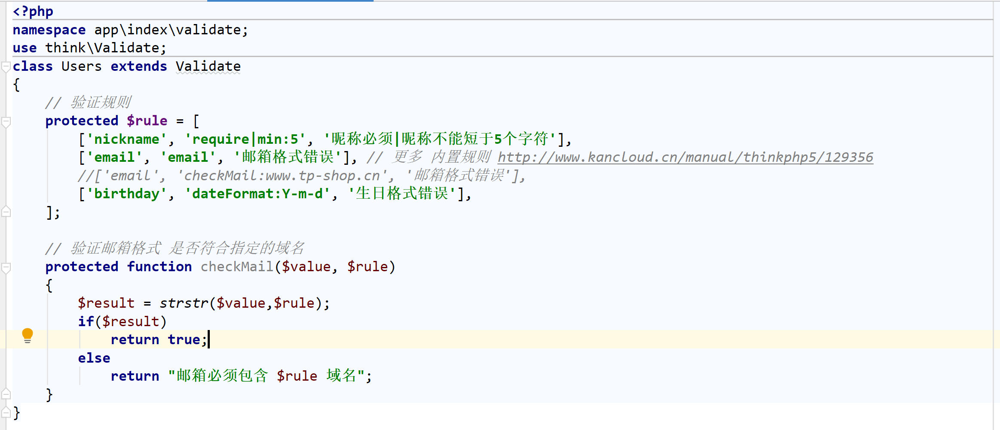 <?php
namespace app\index\validate;
use think\Validate;
class Users extends Validate
{
    // 验证规则
    protected $rule = [
        ['nickname', 'require|min:5', '昵称必须|昵称不能短于5个字符'],
        ['email', 'email', '邮箱格式错误'], // 更多 内置规则 http://www.kancloud.cn/manual/thinkphp5/129356
        //['email', 'checkMail:www.tp-shop.cn', '邮箱格式错误'],
        ['birthday', 'dateFormat:Y-m-d', '生日格式错误'],
    ];

    // 验证邮箱格式 是否符合指定的域名
    protected function checkMail($value, $rule)
    {
        $result = strstr($value,$rule);
        if($result)
            return true;
        else
            return "邮箱必须包含 $rule 域名";
    }
}